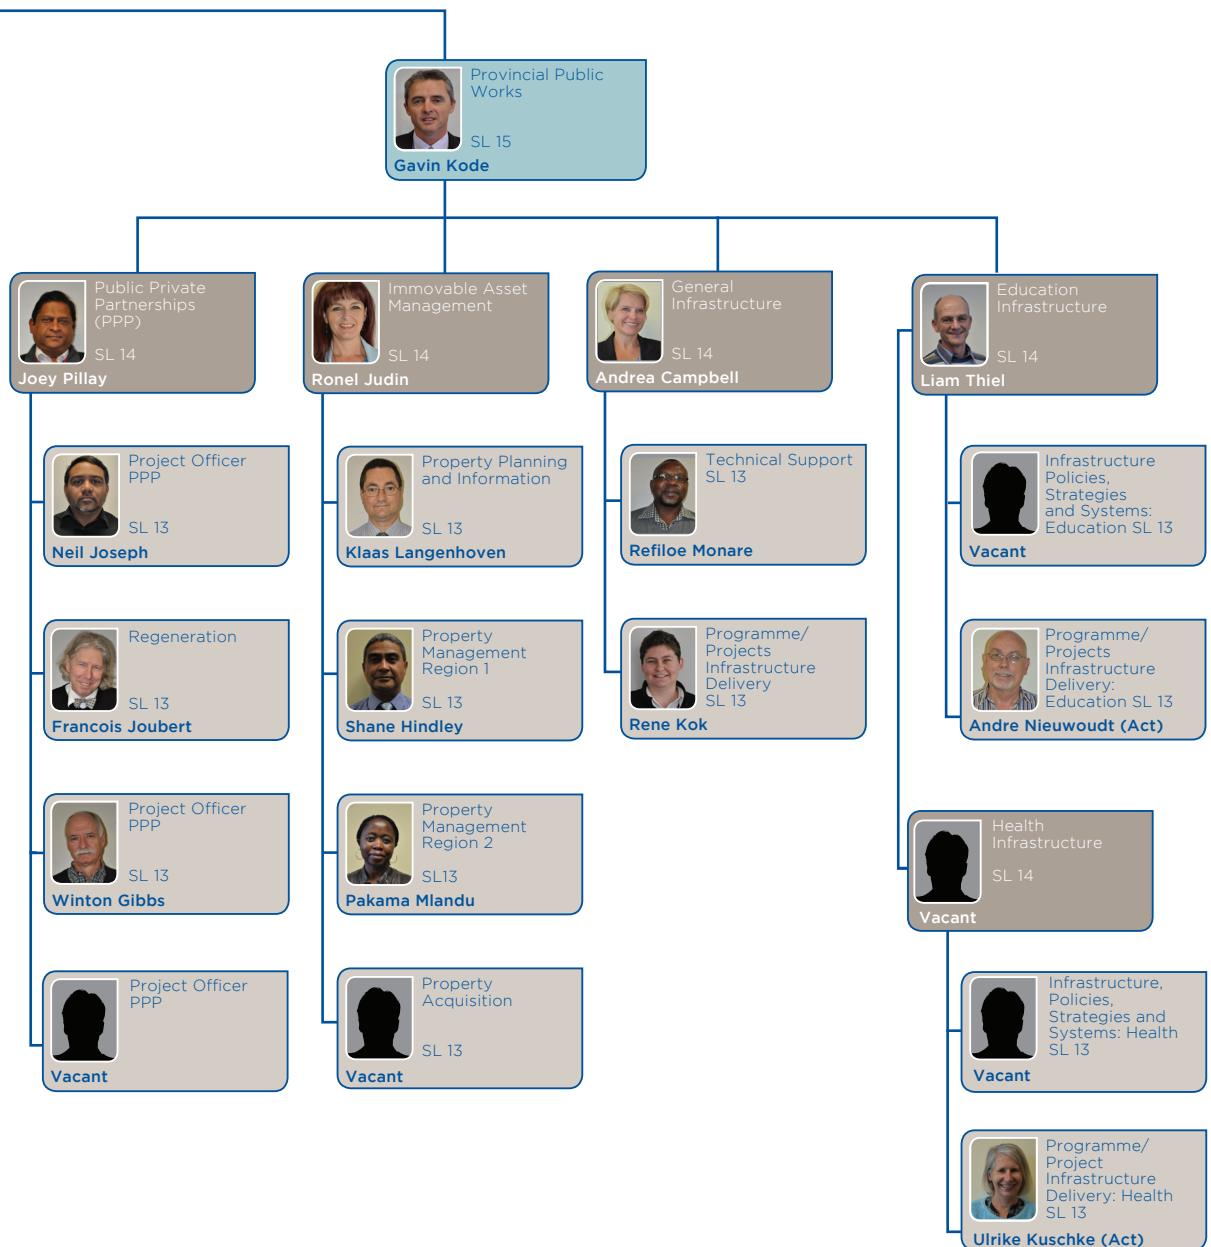 Provincial Public
Works
SL 15
Gavin Kode
Public Private
Partnerships
(PPP)
SL 14
Joey Pillay
Immovable Asset
Management
SL 14
Ronel Judin
General
Infrastructure
SL 14
Andrea Campbell
Education
Infrastructure
SL 14
Liam Thiel
Project Officer
PPP
SL 13
Neil Joseph
Regeneration
SL 13
Francois Joubert
Project Officer
PPP
SL 13
Winton Gibbs
Project Officer
PPP
Vacant
Property Planning
and Information
SL 13
Klaas Langenhoven
Property
Management
Region 1
SL 13
Shane Hindley
Property
Management
Region 2
SL13
Pakama Mlandu
Property
Acquisition
SL 13
Vacant
Technical Support
SL 13
Refiloe Monare
Programme/
Projects
Infrastructure
Delivery
SL 13
Rene Kok
Infrastructure
Policies,
Strategies
and Systems:
Education SL 13
Vacant
Programme/
Projects
Infrastructure
Delivery:
Education SL 13
Andre Nieuwoudt (Act)
Health
Infrastructure
SL 14
Vacant
Infrastructure,
Policies,
Strategies and
Systems: Health
SL 13
Vacant
Programme/
Project
Infrastructure
Delivery: Health
SL 13
Ulrike Kuschke (Act)